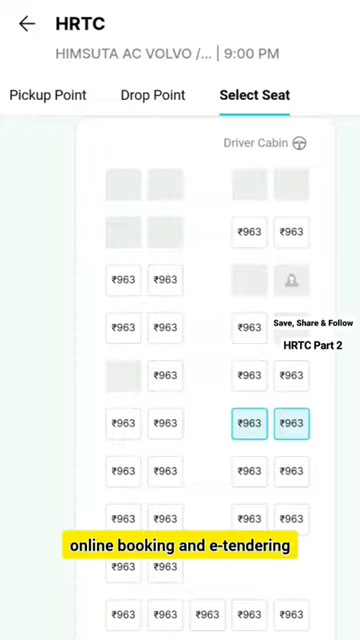 HRTC
HIMSUTA AC VOLVO /... | 9:00 PM
Pickup Point Drop Point Select Seat
Driver Cabin
₹963 ₹963
₹963 ₹963
₹963 ₹963 ₹963
Save, Share & Follow
HRTC Part 2
₹963 ₹963 ₹963
₹963 ₹963 ₹963 ₹963
₹963 ₹963 ₹963 ₹963
₹963 ₹963 ₹963 ₹963
online booking and e-tendering
₹963 ₹963
₹963 ₹963 ₹963 ₹963 ₹963